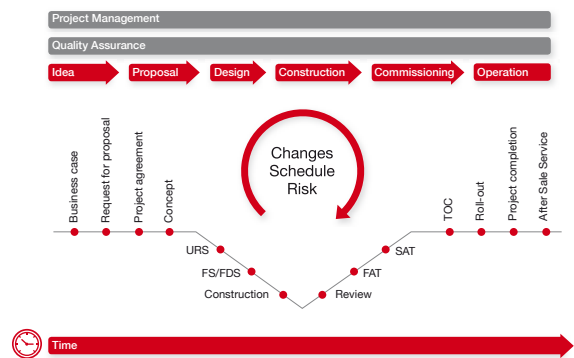 Project Management
Quality Assurance
Idea
Proposal
Design
Construction
Commissioning
Operation
Changes
Schedule
Risk
Business case
Request for proposal
Project agreement
Concept
URS
FS/FDS
Construction
Review
FAT
SAT
TOC
Roll-out
Project completion
After Sale Service
Time